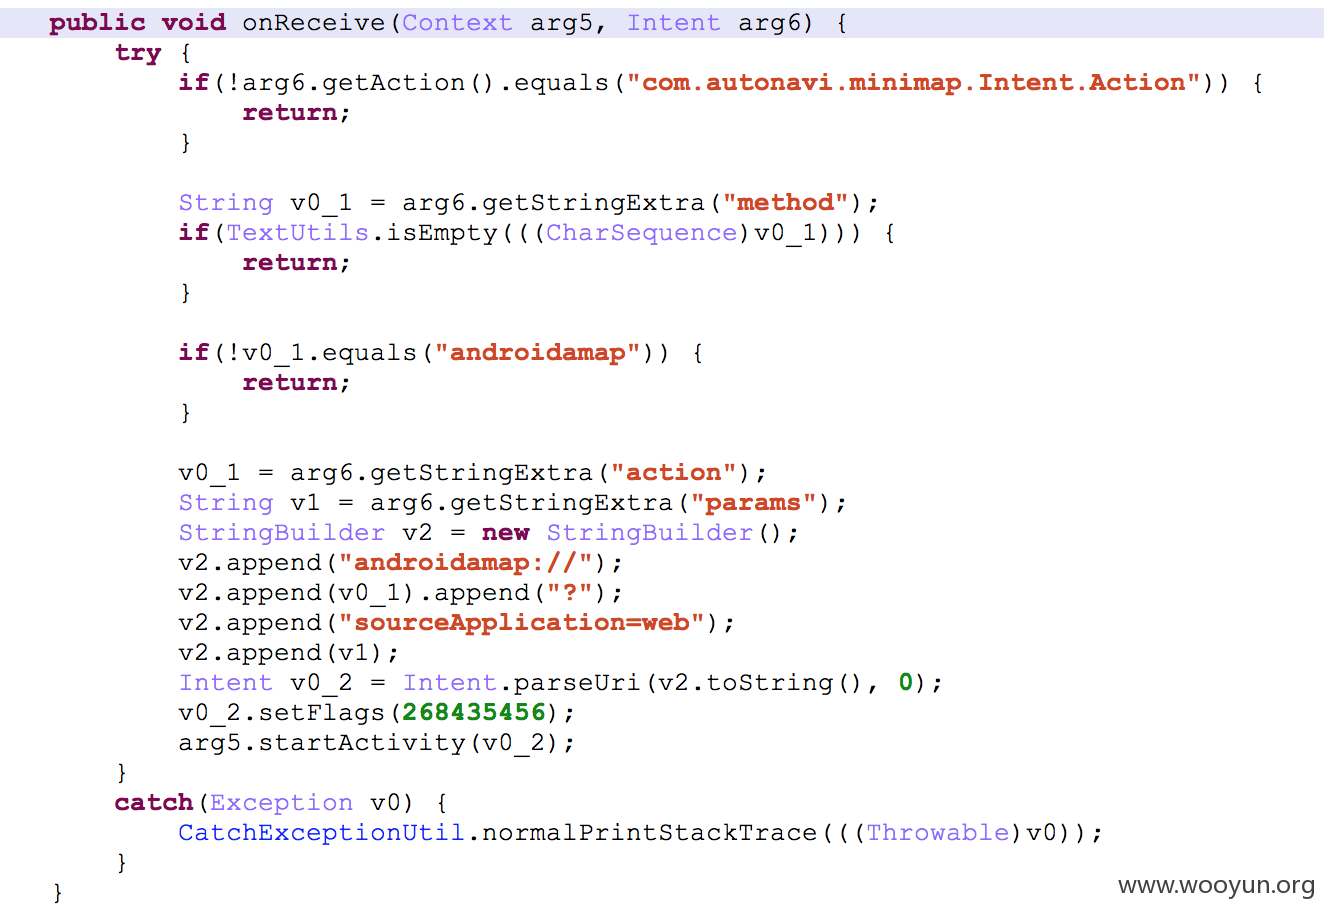 public void onReceive(Context arg5, Intent arg6) {
    try {
        if(!arg6.getAction().equals("com.autonavi.minimap.Intent.Action")) {
            return;
        }

        String v0_1 = arg6.getStringExtra("method");
        if(TextUtils.isEmpty(((CharSequence)v0_1))) {
            return;
        }

        if(!v0_1.equals("androidamap")) {
            return;
        }

        v0_1 = arg6.getStringExtra("action");
        String v1 = arg6.getStringExtra("params");
        StringBuilder v2 = new StringBuilder();
        v2.append("androidamap://");
        v2.append(v0_1).append("?");
        v2.append("sourceApplication=web");
        v2.append(v1);
        Intent v0_2 = Intent.parseUri(v2.toString(), 0);
        v0_2.setFlags(268435456);
        arg5.startActivity(v0_2);
    }
    catch(Exception v0) {
        CatchExceptionUtil.normalPrintStackTrace(((Throwable)v0));
    }
}
www.wooyun.org